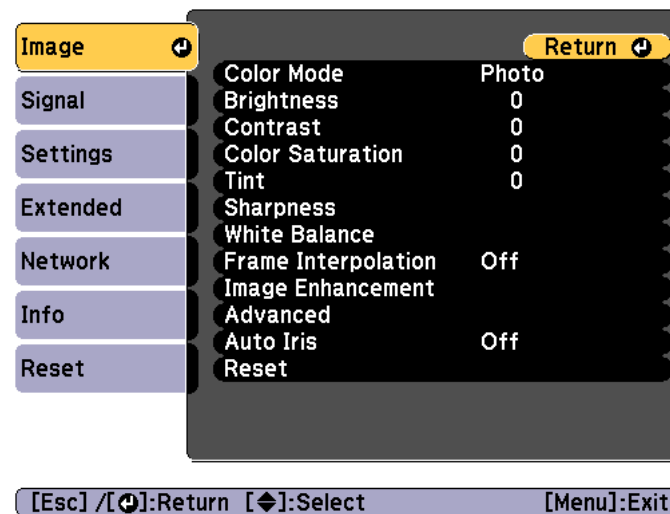 Image
Signal
Settings
Extended
Network
Info
Reset
Return
Color Mode Photo
Brightness 0
Contrast 0
Color Saturation 0
Tint 0
Sharpness
White Balance
Frame Interpolation Off
Image Enhancement
Advanced
Auto Iris Off
Reset
[Esc] /[⏎]:Return [◆]:Select [Menu]:Exit